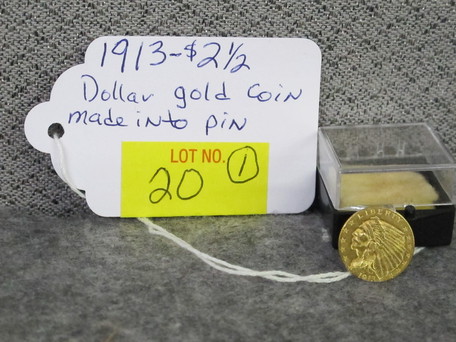 1913-$2½
Dollar gold coin
made into pin
LOT NO. 1
20
LIBERTY